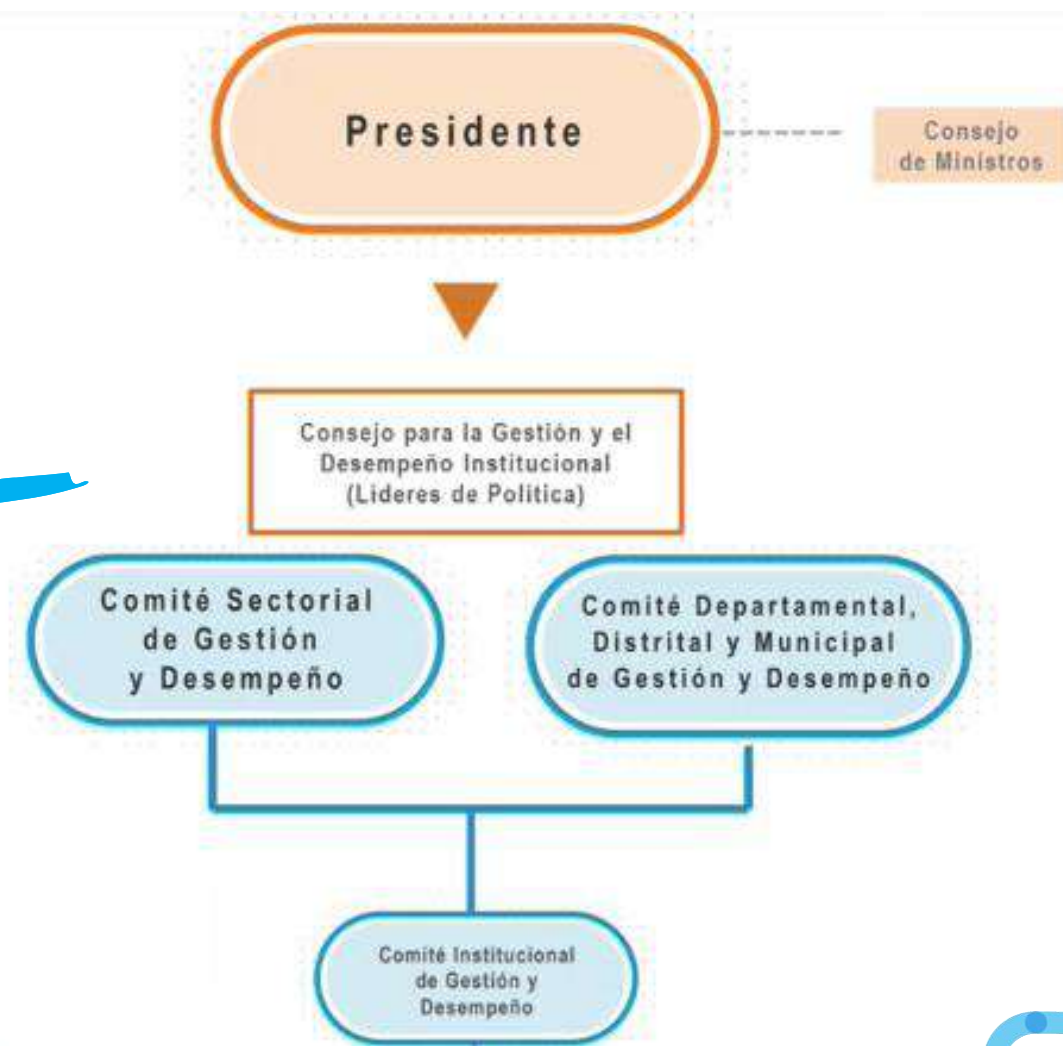 Presidente
Consejo
de Ministros
Consejo para la Gestión y el
Desempeño Institucional
(Lideres de Politica)
Comité Sectorial
de Gestión
y Desempeño
Comité Departamental,
Distrital y Municipal
de Gestión y Desempeño
Comité Institucional
de Gestión y
Desempeño